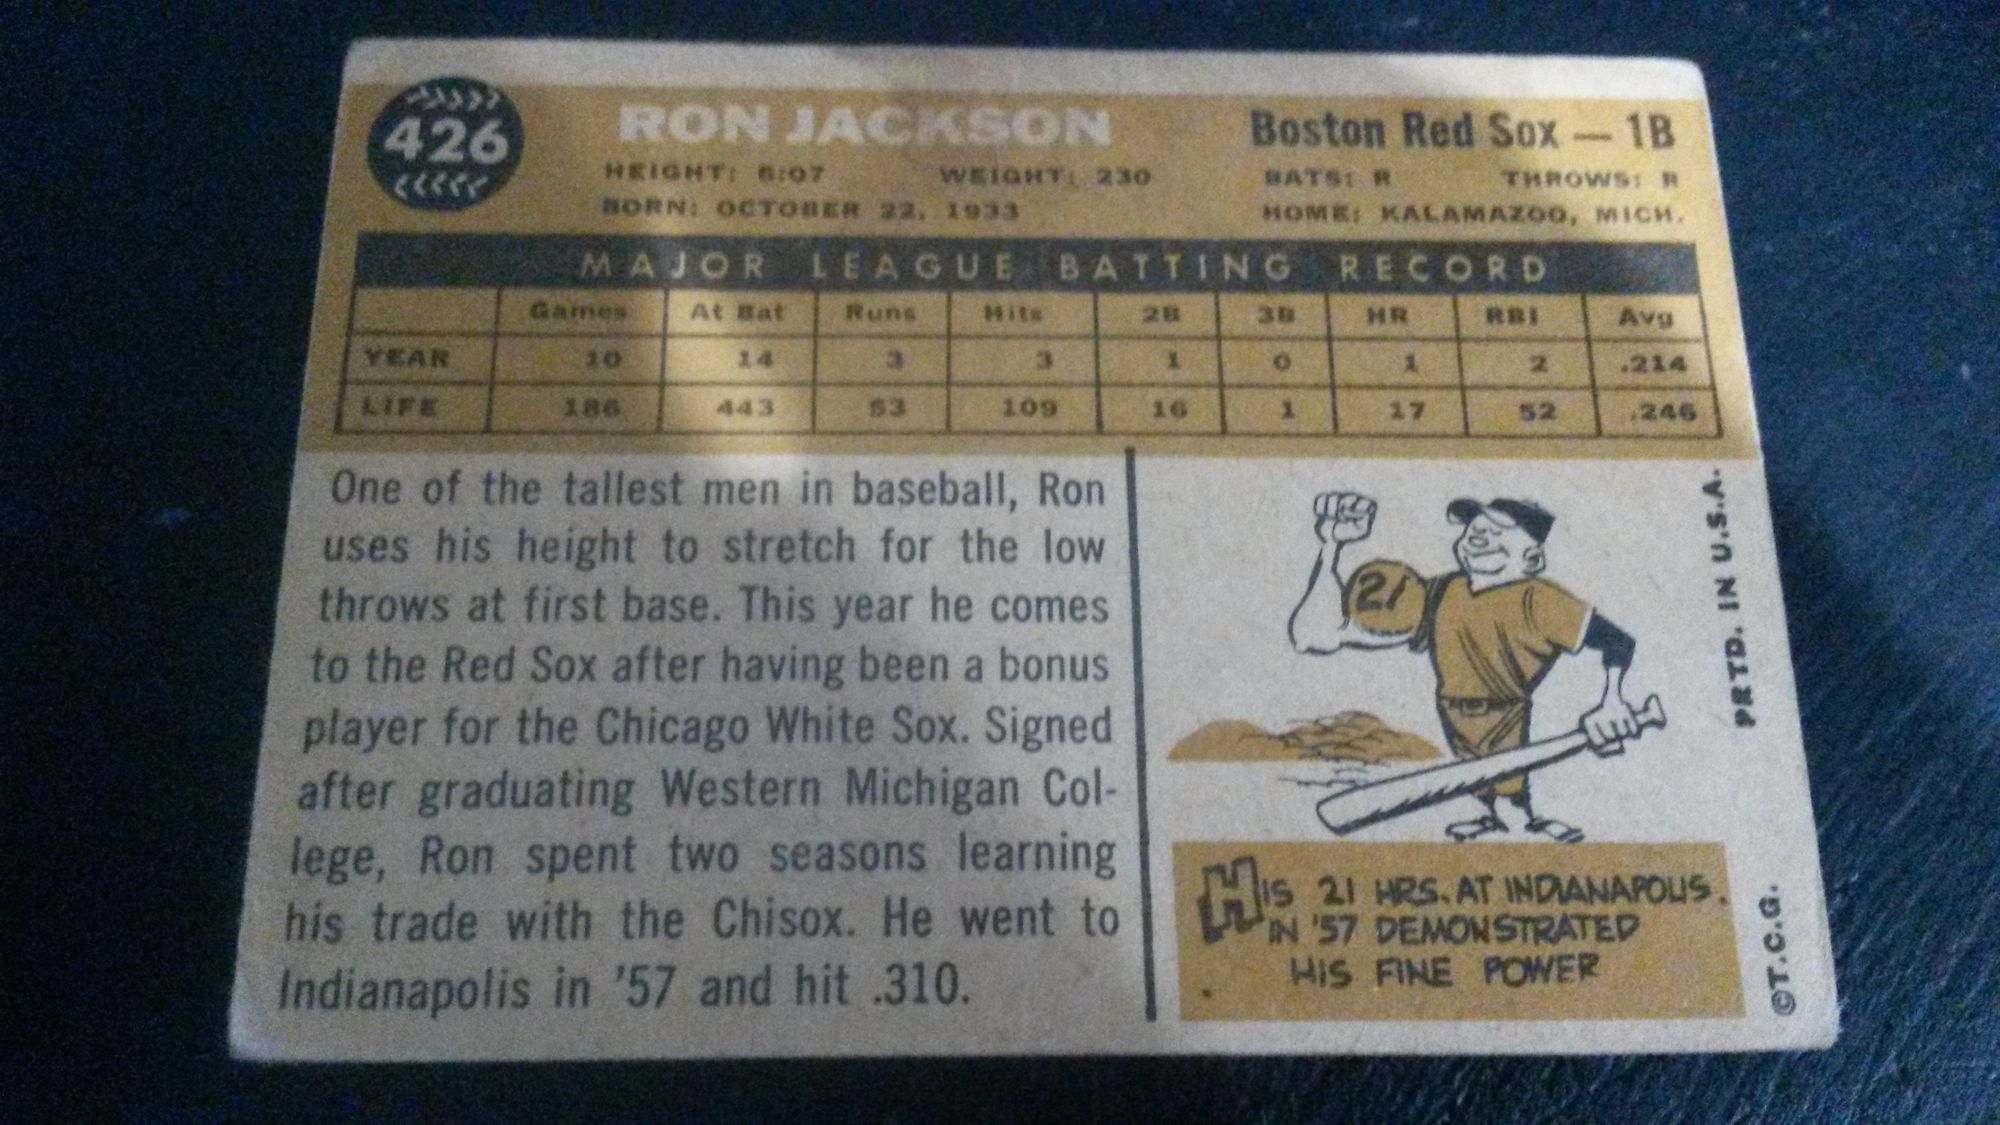 426
RON JACKSON
Boston Red Sox — 1B
HEIGHT: 6:07 WEIGHT: 230 BATS: R THROWS: R
BORN: OCTOBER 22, 1933 HOME: KALAMAZOO, MICH.
MAJOR LEAGUE BATTING RECORD
Games At Bat Runs Hits 2B 3B HR RBI Avg
YEAR 10 14 3 3 1 0 1 2 .214
LIFE 186 443 53 109 16 1 17 52 .246
One of the tallest men in baseball, Ron
uses his height to stretch for the low
throws at first base. This year he comes
to the Red Sox after having been a bonus
player for the Chicago White Sox. Signed
after graduating Western Michigan Col-
lege, Ron spent two seasons learning
his trade with the Chisox. He went to
Indianapolis in '57 and hit .310.
21
HIS 21 HRS. AT INDIANAPOLIS.
IN '57 DEMONSTRATED
HIS FINE POWER
©T.C.G. PRTD. IN U.S.A.